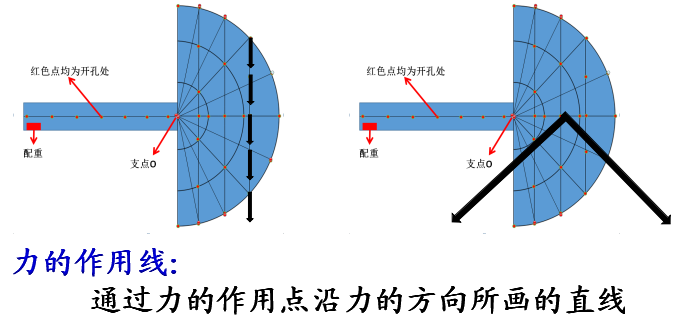 红色点均为开孔处
配重
支点O
红色点均为开孔处
配重
支点O
力的作用线:
通过力的作用点沿力的方向所画的直线